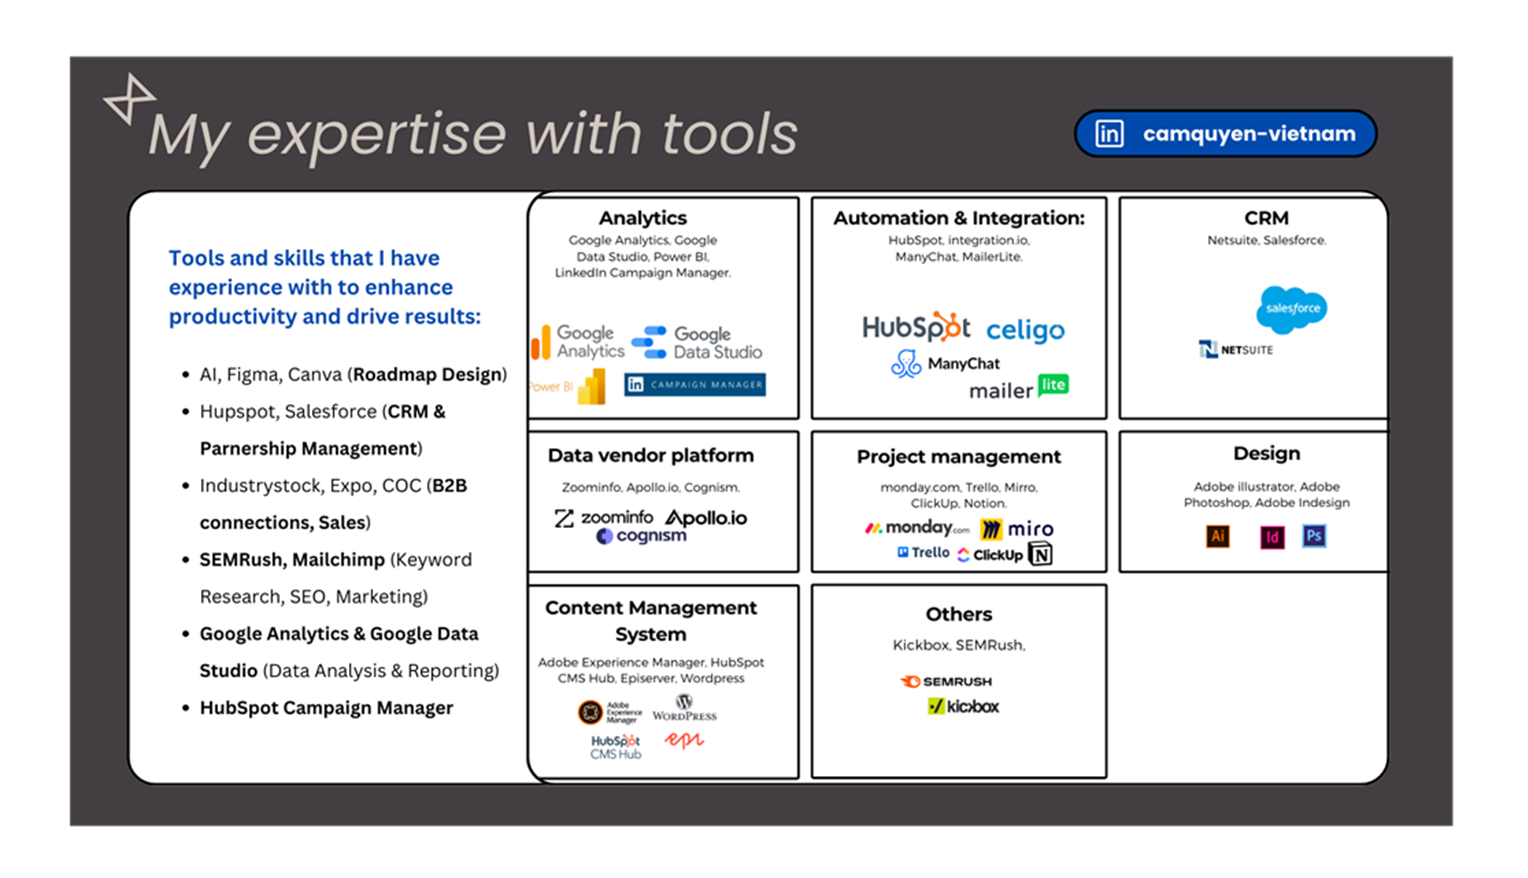 My expertise with tools
in camquyen-vietnam
Tools and skills that I have
experience with to enhance
productivity and drive results:
• AI, Figma, Canva (Roadmap Design)
• Hupspot, Salesforce (CRM &
Parnership Management)
• Industrystock, Expo, COC (B2B
connections, Sales)
• SEMRush, Mailchimp (Keyword
Research, SEO, Marketing)
• Google Analytics & Google Data
Studio (Data Analysis & Reporting)
• HubSpot Campaign Manager
Analytics
Google Analytics, Google
Data Studio, Power BI,
LinkedIn Campaign Manager.
Google
Analytics
Google
Data Studio
Power BI
in CAMPAIGN MANAGER
Automation & Integration:
HubSpot, integration.io,
ManyChat, MailerLite.
HubSpot
celigo
ManyChat
mailer lite
CRM
Netsuite, Salesforce.
salesforce
N NETSUITE
Data vendor platform
Zoominfo, Apollo.io, Cognism.
zoominfo
Apollo.io
cognism
Project management
monday.com, Trello, Mirro,
ClickUp, Notion.
monday.com
miro
Trello
ClickUp
N
Design
Adobe illustrator, Adobe
Photoshop, Adobe Indesign
Ai
Id
Ps
Content Management
System
Adobe Experience Manager, HubSpot
CMS Hub, Episerver, Wordpress
Adobe
Experience
Manager
WORDPRESS
HubSpot
CMS Hub
epi
Others
Kickbox, SEMRush,
SEMRUSH
kickbox